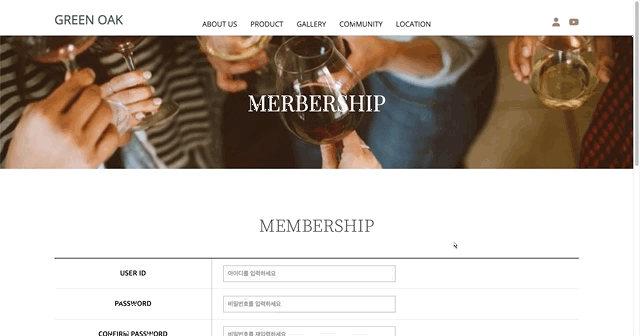 GREEN OAK
ABOUT US PRODUCT GALLERY COMMUNITY LOCATION
MERBERSHIP
MEMBERSHIP
USER ID 아이디를 입력하세요
PASSWORD 비밀번호를 입력하세요
CONFIRM PASSWORD 비밀번호를 재입력하세요